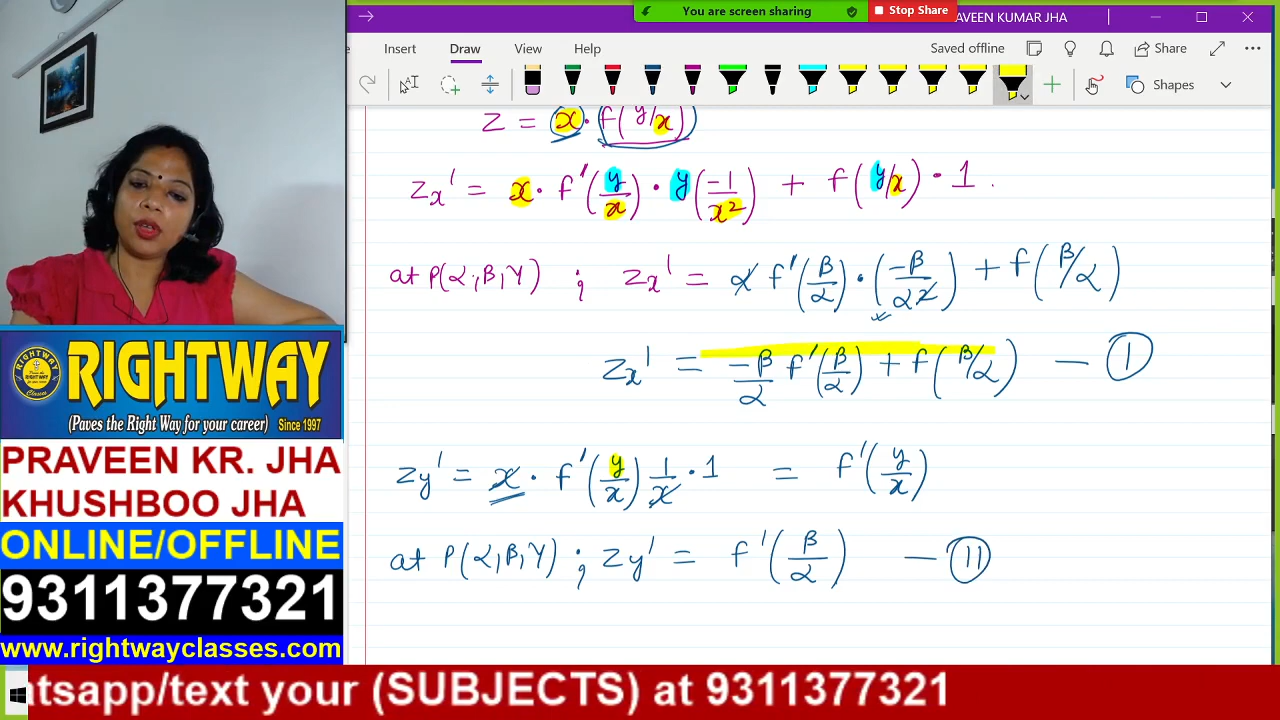 You are screen sharing
Stop Share
AVEEN KUMAR JHA
Insert Draw View Help
Saved offline
Share
Shapes
z = x · f(y/x)
zx' = x · f'(y/x) · y(-1/x²) + f(y/x) · 1 .
at P(α,β,γ) ; zx' = α f'(β/α) · (-β/α2) + f(β/α)
zx' = -β/α f'(β/α) + f(β/α) — I
zy' = x · f'(y/x) 1/x · 1 = f'(y/x)
at P(α,β,γ) ; zy' = f'(β/α) — II
RIGHTWAY
RIGHTWAY
(Paves the Right Way for your career) Since 1997
PRAVEEN KR. JHA
KHUSHBOO JHA
ONLINE/OFFLINE
9311377321
www.rightwayclasses.com
atsapp/text your (SUBJECTS) at 9311377321